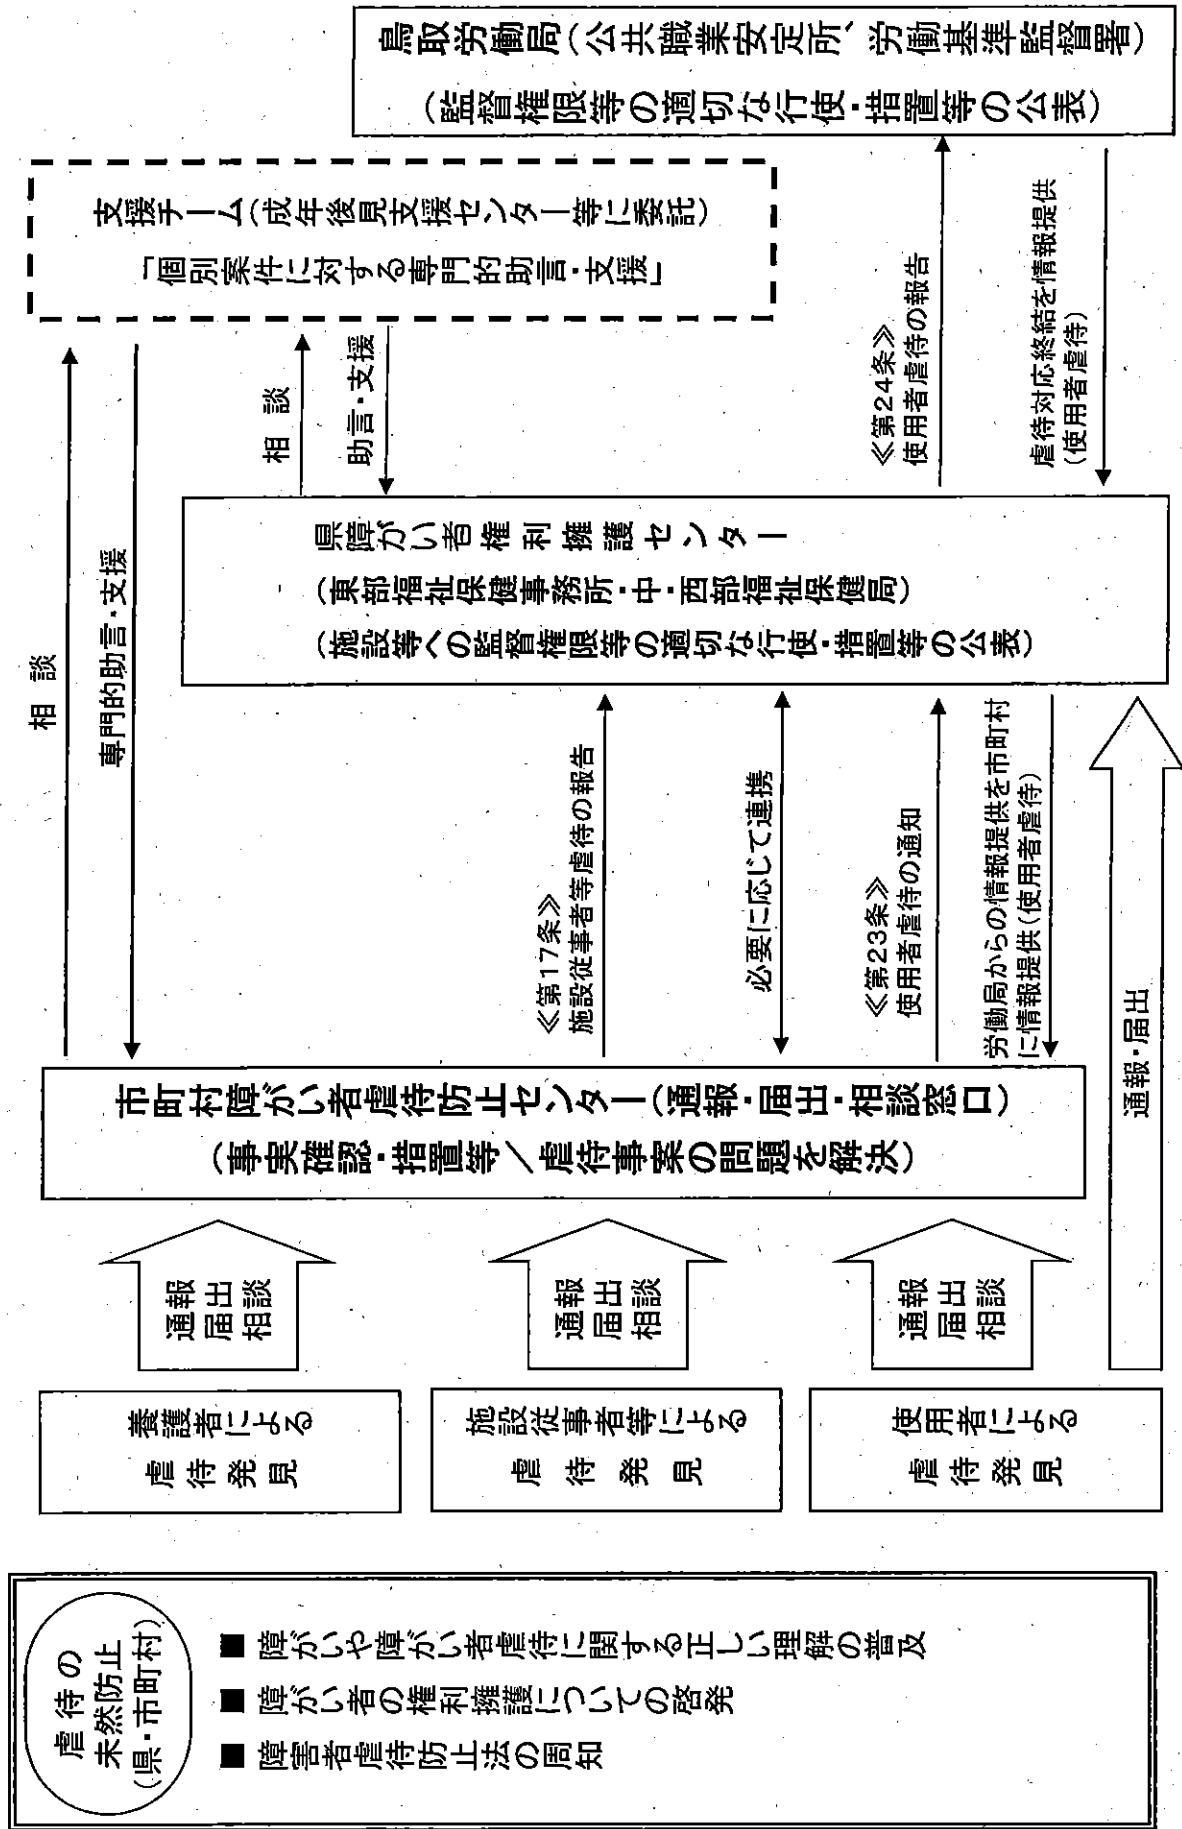 虐待の
未然防止
(県・市町村)
■ 障がいや障がい者虐待に関する正しい理解の普及
■ 障がい者の権利擁護についての啓発
■ 障害者虐待防止法の周知
養護者による
虐待発見
施設従事者等による
虐待発見
使用者による
虐待発見
通報
届出
相談
通報
届出
相談
通報
届出
相談
通報・届出
市町村障がい者虐待防止センター(通報・届出・相談窓口)
(事実確認・措置等/虐待事案の問題を解決)
相談
専門的助言・支援
≪第17条≫
施設従事者等虐待の報告
必要に応じて連携
≪第23条≫
使用者虐待の通知
労働局からの情報提供を市町村
に情報提供(使用者虐待)
県障がい者権利擁護センター
(東部福祉保健事務所・中・西部福祉保健局)
(施設等への監督権限等の適切な行使・措置等の公表)
相談
助言・支援
≪第24条≫
使用者虐待の報告
虐待対応終結を情報提供
(使用者虐待)
支援チーム(成年後見支援センター等に委託)
「個別案件に対する専門的助言・支援」
鳥取労働局(公共職業安定所、労働基準監督署)
(監督権限等の適切な行使・措置等の公表)